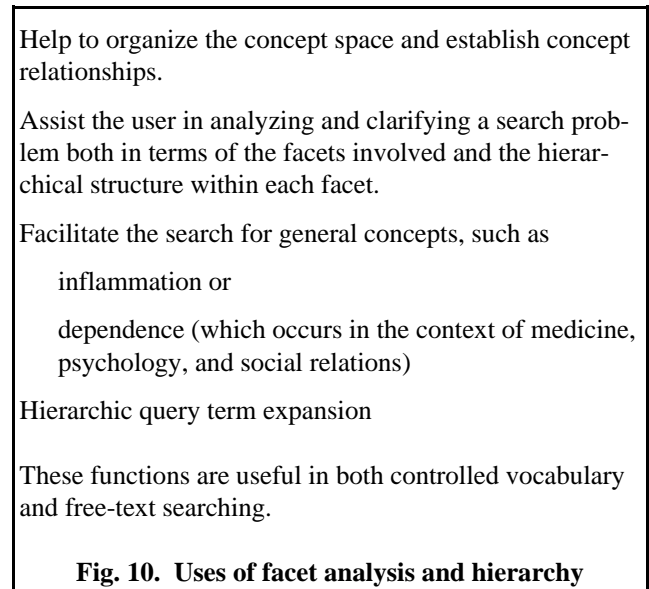 Help to organize the concept space and establish concept
relationships.
Assist the user in analyzing and clarifying a search prob-
lem both in terms of the facets involved and the hierar-
chical structure within each facet.
Facilitate the search for general concepts, such as
inflammation or
dependence (which occurs in the context of medicine,
psychology, and social relations)
Hierarchic query term expansion
These functions are useful in both controlled vocabulary
and free-text searching.
Fig. 10. Uses of facet analysis and hierarchy